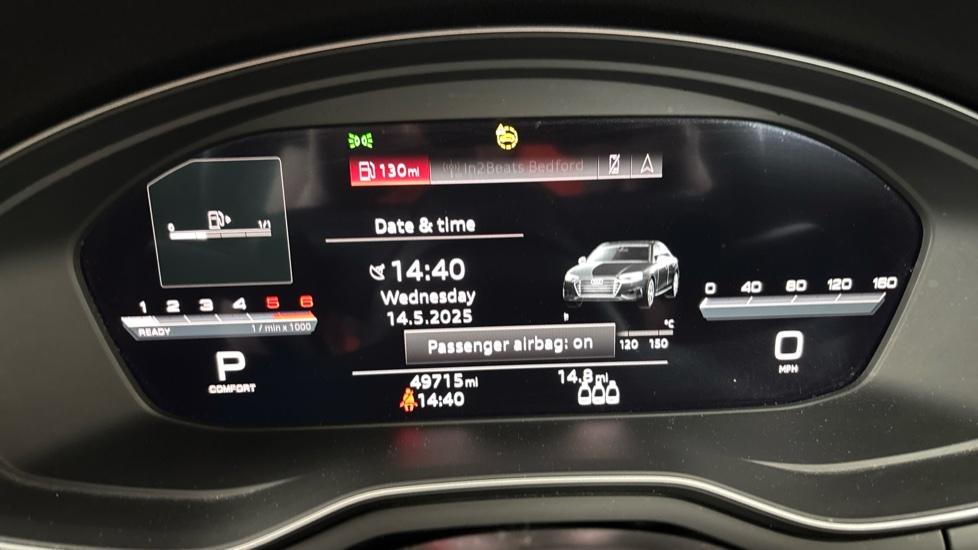 130mi In2Beats Bedford
Date & time
0 1/1
14:40
Wednesday
14.5.2025
1 2 3 4 5 6
READY 1 / min x 1000
0 40 80 120 160
°C
120 150
Passenger airbag: on
P
COMFORT
0
MPH
49715mi 14.8mi
14:40